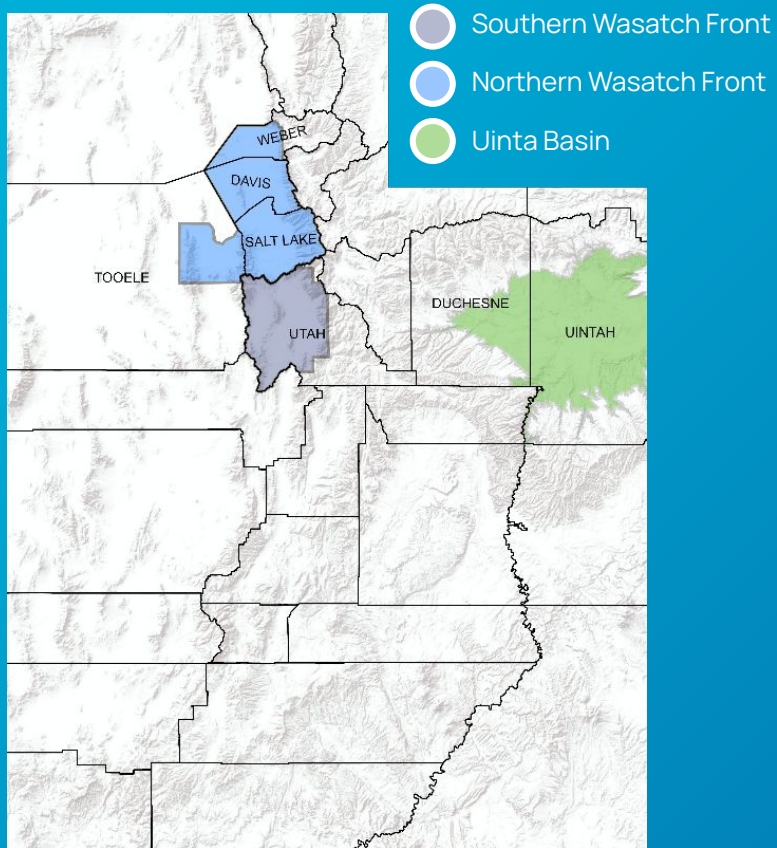 Southern Wasatch Front
Northern Wasatch Front
Uinta Basin
WEBER
DAVIS
SALT LAKE
TOOELE
DUCHESNE
UTAH
UINTAH